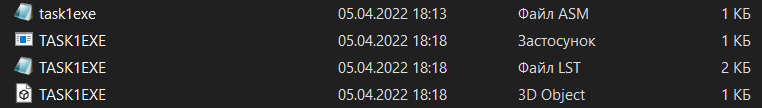 task1exe 05.04.2022 18:13 Файл ASM 1 КБ
TASK1EXE 05.04.2022 18:18 Застосунок 1 КБ
TASK1EXE 05.04.2022 18:18 Файл LST 2 КБ
TASK1EXE 05.04.2022 18:18 3D Object 1 КБ